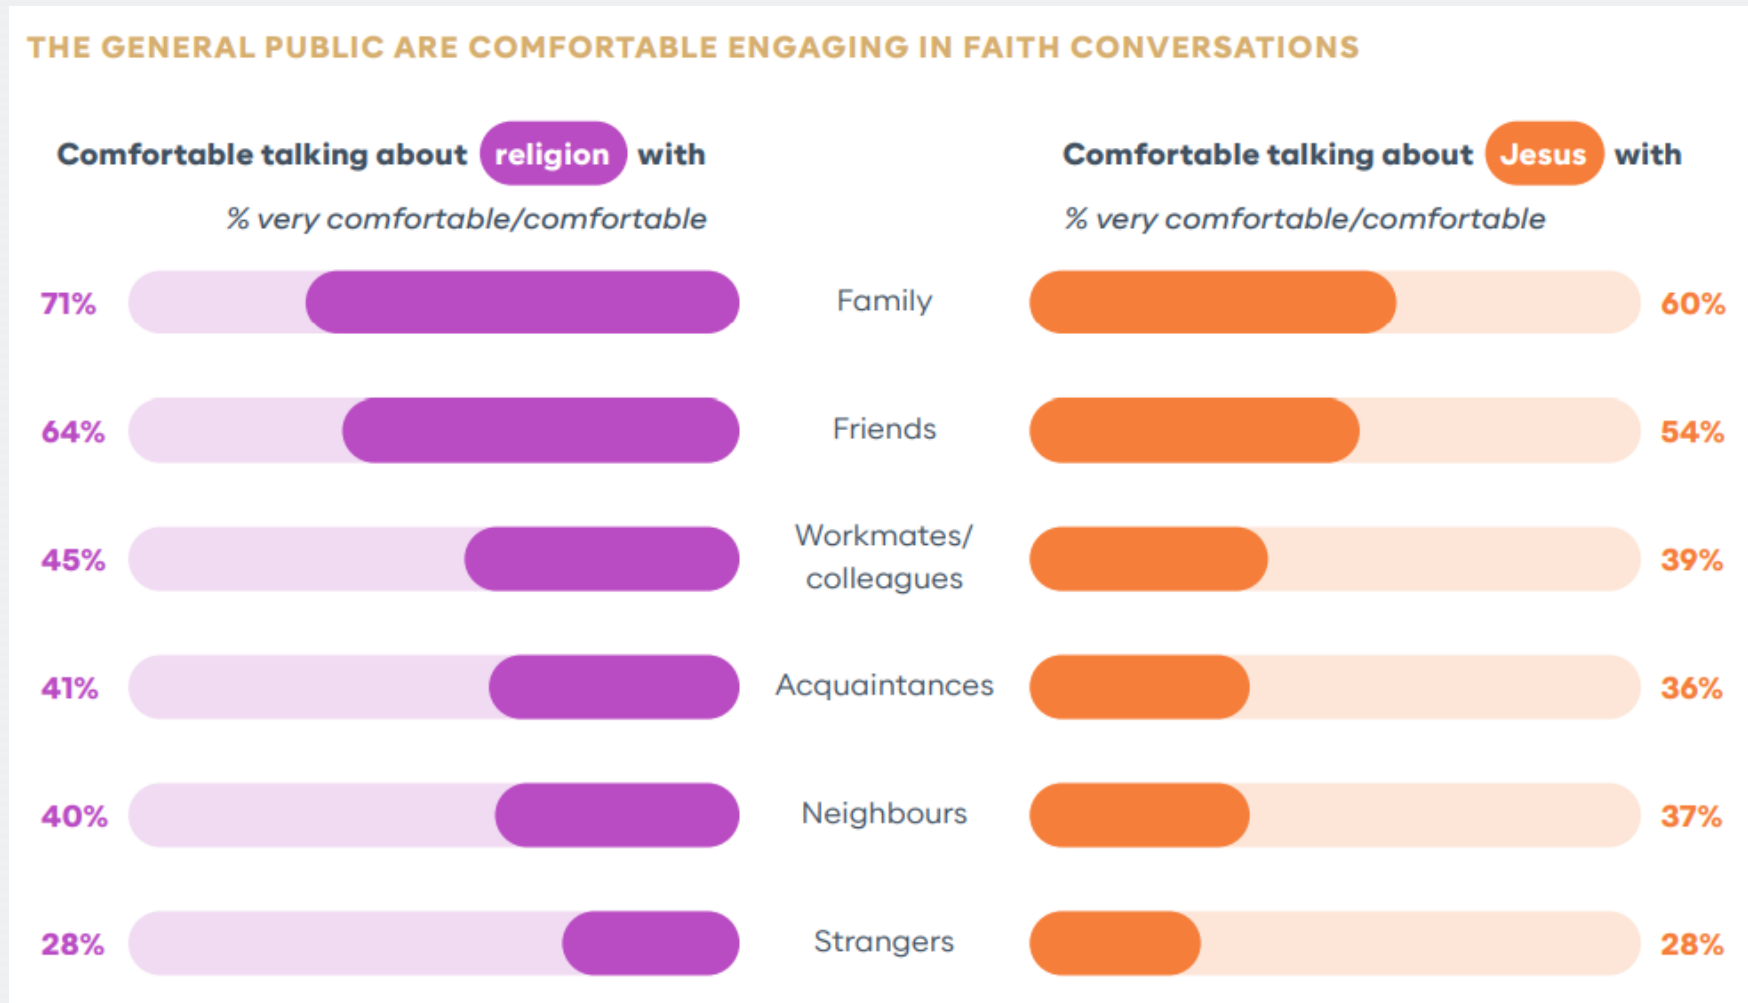 THE GENERAL PUBLIC ARE COMFORTABLE ENGAGING IN FAITH CONVERSATIONS
Comfortable talking about religion with
% very comfortable/comfortable
Comfortable talking about Jesus with
% very comfortable/comfortable
71% Family 60%
64% Friends 54%
45% Workmates/
colleagues 39%
41% Acquaintances 36%
40% Neighbours 37%
28% Strangers 28%